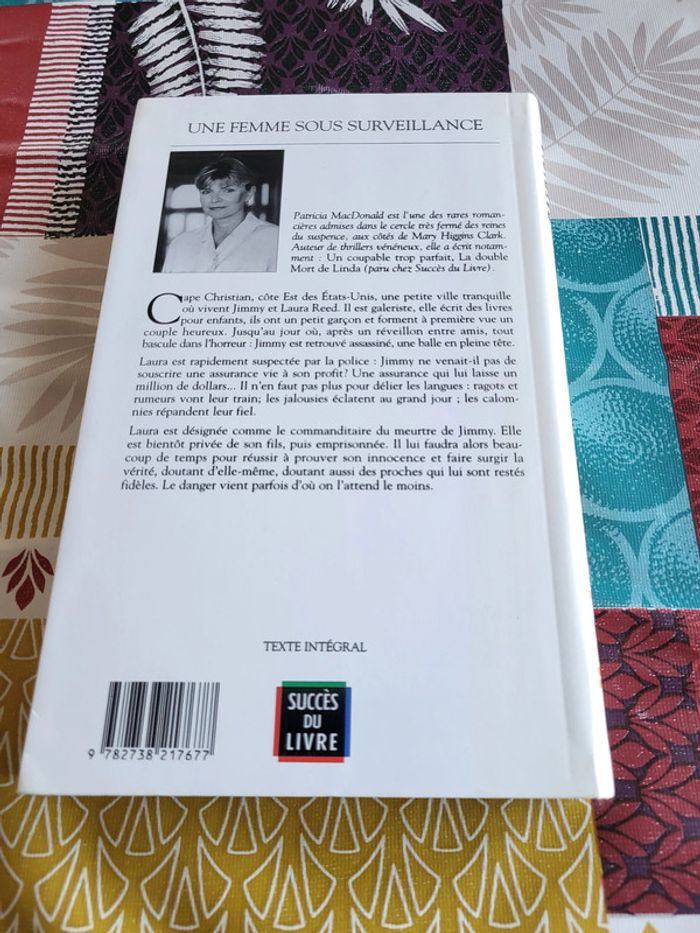 UNE FEMME SOUS SURVEILLANCE
Patricia MacDonald est l'une des rares roman-
cières admises dans le cercle très fermé des reines
du suspence, aux côtés de Mary Higgins Clark.
Auteur de thrillers vénéneux, elle a écrit notam-
ment : Un coupable trop parfait, La double
Mort de Linda (paru chez Succès du Livre).
Cape Christian, côte Est des États-Unis, une petite ville tranquille
où vivent Jimmy et Laura Reed. Il est galeriste, elle écrit des livres
pour enfants, ils ont un petit garçon et forment à première vue un
couple heureux. Jusqu'au jour où, après un réveillon entre amis, tout
bascule dans l'horreur : Jimmy est retrouvé assassiné, une balle en pleine tête.
Laura est rapidement suspectée par la police : Jimmy ne venait-il pas de
souscrire une assurance vie à son profit? Une assurance qui lui laisse un
million de dollars... Il n'en faut pas plus pour délier les langues : ragots et
rumeurs vont leur train; les jalousies éclatent au grand jour ; les calom-
nies répandent leur fiel.
Laura est désignée comme le commanditaire du meurtre de Jimmy. Elle
est bientôt privée de son fils, puis emprisonnée. Il lui faudra alors beau-
coup de temps pour réussir à prouver son innocence et faire surgir la
vérité, doutant d'elle-même, doutant aussi des proches qui lui sont restés
fidèles. Le danger vient parfois d'où on l'attend le moins.
TEXTE INTÉGRAL
SUCCÈS
DU
LIVRE
9 782738 217677